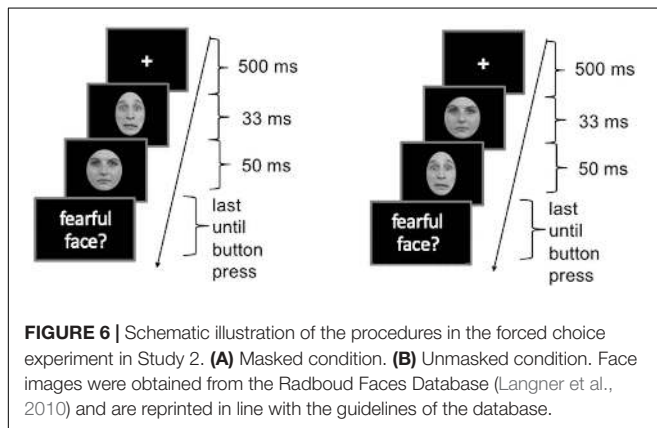 +
500 ms
33 ms
50 ms
fearful
face?
last
until
button
press
+
500 ms
33 ms
50 ms
fearful
face?
last
until
button
press
FIGURE 6 | Schematic illustration of the procedures in the forced choice
experiment in Study 2. (A) Masked condition. (B) Unmasked condition. Face
images were obtained from the Radboud Faces Database (Langner et al.,
2010) and are reprinted in line with the guidelines of the database.